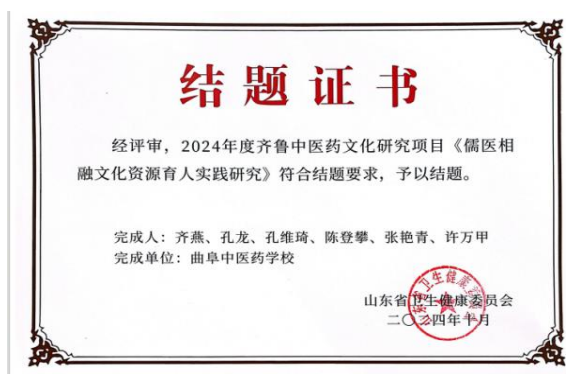 结题证书
经评审，2024年度齐鲁中医药文化研究项目《儒医相
融文化资源育人实践研究》符合结题要求，予以结题。
完成人：齐燕、孔龙、孔维琦、陈登攀、张艳青、许万甲
完成单位：曲阜中医药学校
山东省卫生健康委员会
二〇二四年十月